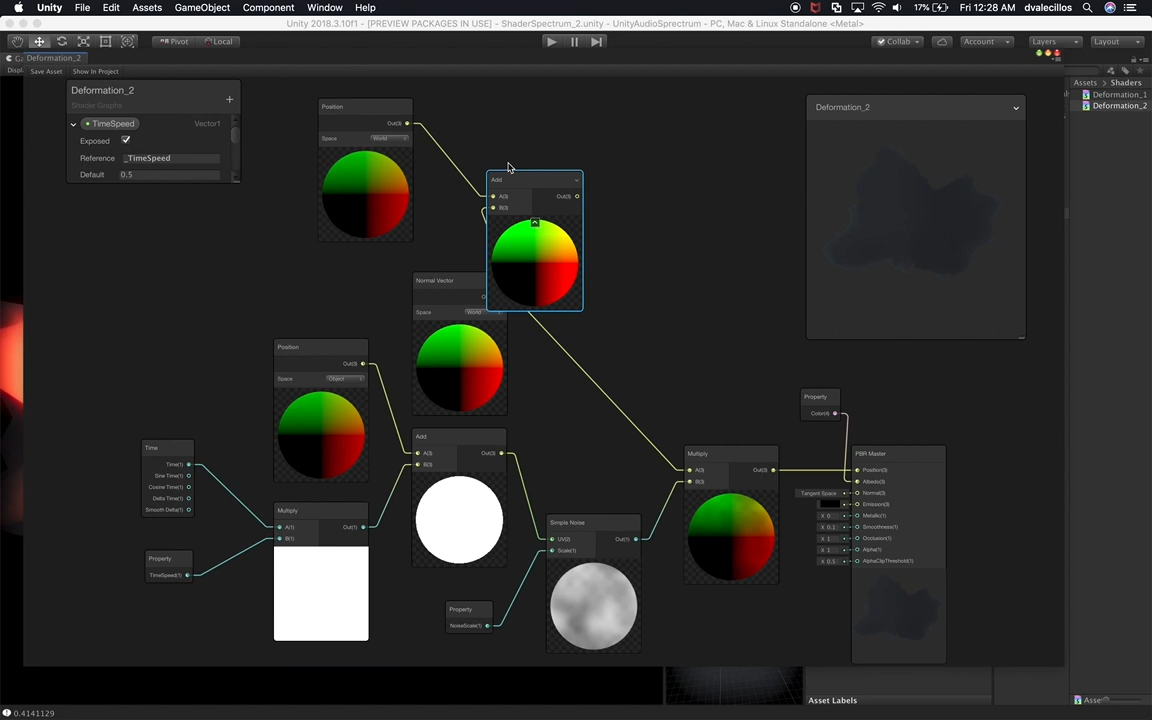 Unity File Edit Assets GameObject Component Window Help 17% Fri 12:28 AM dvalecillos
Unity 2018.3.10f1 - [PREVIEW PACKAGES IN USE] - ShaderSpectrum_2.unity - UnityAudioSpectrum - PC, Mac & Linux Standalone <Metal>
Pivot Local Collab Account Layers Layout
Deformation_2
Save Asset Show In Project
Assets Shaders
Deformation_1
Deformation_2
Deformation_2
Shader Graphs
TimeSpeed Vector1
Exposed
Reference _TimeSpeed
Default 0.5
Position
Out(3)
Space World
Add
A(3) Out(3)
B(3)
Deformation_2
Normal Vector
Space World
Position
Out(3)
Space Object
Property
Color(4)
Time
Time(1)
Sine Time(1)
Cosine Time(1)
Delta Time(1)
Smooth Delta(1)
Add
A(3) Out(3)
B(3)
Multiply
A(3) Out(3)
B(3)
PBR Master
Position(3)
Albedo(3)
Tangent Space Normal(3)
Emission(3)
X 0 Metallic(1)
X 0.1 Smoothness(1)
X 1 Occlusion(1)
X 1 Alpha(1)
X 0.5 AlphaClipThreshold(1)
Multiply
A(1) Out(1)
B(1)
Simple Noise
UV(2) Out(1)
Scale(1)
Property
TimeSpeed(1)
Property
NoiseScale(1)
Asset Labels
0.4141129